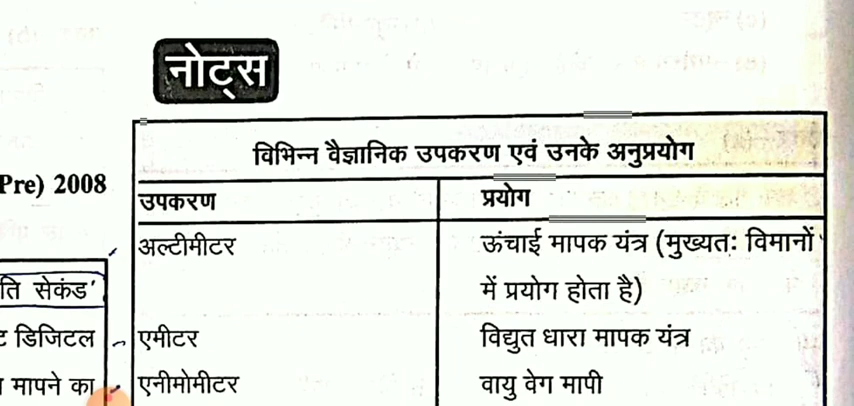 नोट्स
विभिन्न वैज्ञानिक उपकरण एवं उनके अनुप्रयोग
Pre) 2008
उपकरण प्रयोग
अल्टीमीटर ऊंचाई मापक यंत्र (मुख्यतः विमानों
ति सेकंड' में प्रयोग होता है)
डिजिटल एमीटर विद्युत धारा मापक यंत्र
मापने का एनीमोमीटर वायु वेग मापी